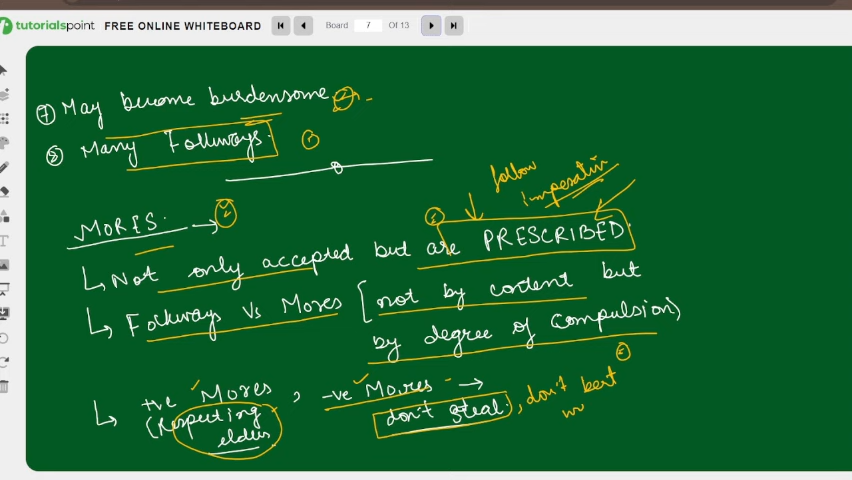 tutorialspoint FREE ONLINE WHITEBOARD Board 7 Of 13
⑦ May become burdensome
⑧ Many Folkways.
follow
imperative
MORES. →
↳ Not only accepted but are PRESCRIBED
↳ Folkways Vs Mores [not by content but
by degree of compulsion)
↳ +ve Mores , -ve Mores →
(Respecting elders
don't steal. , don't